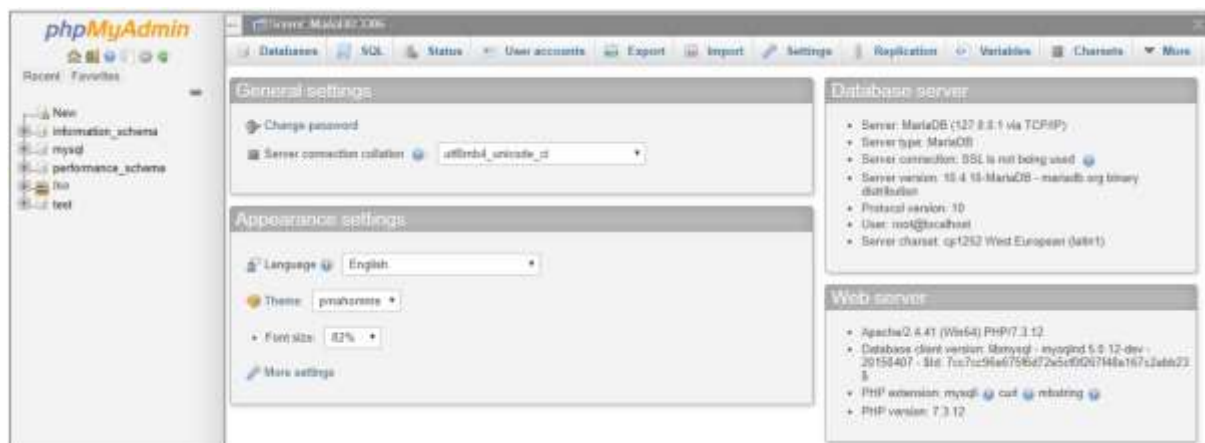 phpMyAdmin
Recent Favorites
New
information_schema
mysql
performance_schema
test
Server: MariaDB:3306
Databases SQL Status User accounts Export Import Settings Replication Variables Charsets More
General settings
Change password
Server connection collation utf8mb4_unicode_ci
Appearance settings
Language English
Theme: pmahomme
Font size: 82%
More settings
Database server
Server: MariaDB (127.0.0.1 via TCP/IP)
Server type: MariaDB
Server connection: SSL is not being used
Server version: 10.4.10-MariaDB - mariadb.org binary
distribution
Protocol version: 10
User: root@localhost
Server charset: cp1252 West European (latin1)
Web server
Apache/2.4.41 (Win64) PHP/7.3.12
Database client version: libmysql - mysqlnd 5.0.12-dev -
20150407 - $Id:
$
PHP extension: mysqli curl mbstring
PHP version: 7.3.12